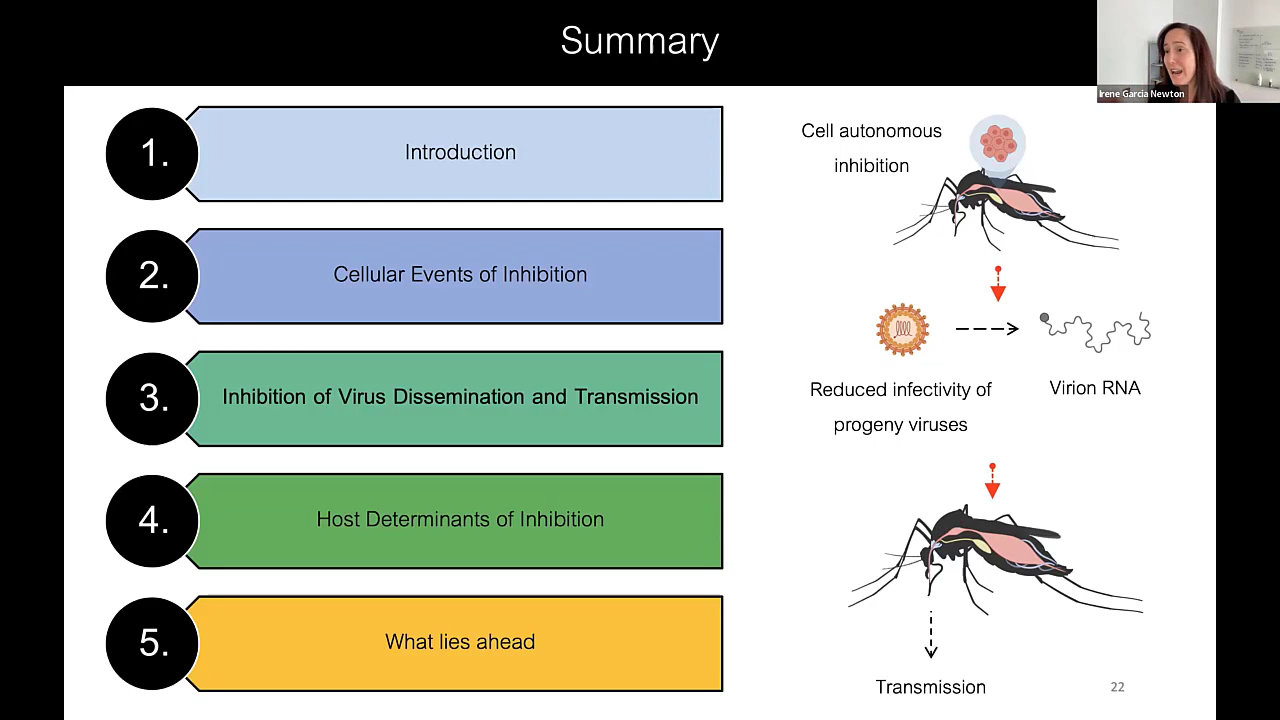 Summary
Irene Garcia Newton
1.
Introduction
2.
Cellular Events of Inhibition
3.
Inhibition of Virus Dissemination and Transmission
4.
Host Determinants of Inhibition
5.
What lies ahead
Cell autonomous
inhibition
Reduced infectivity of
progeny viruses
Virion RNA
Transmission
22